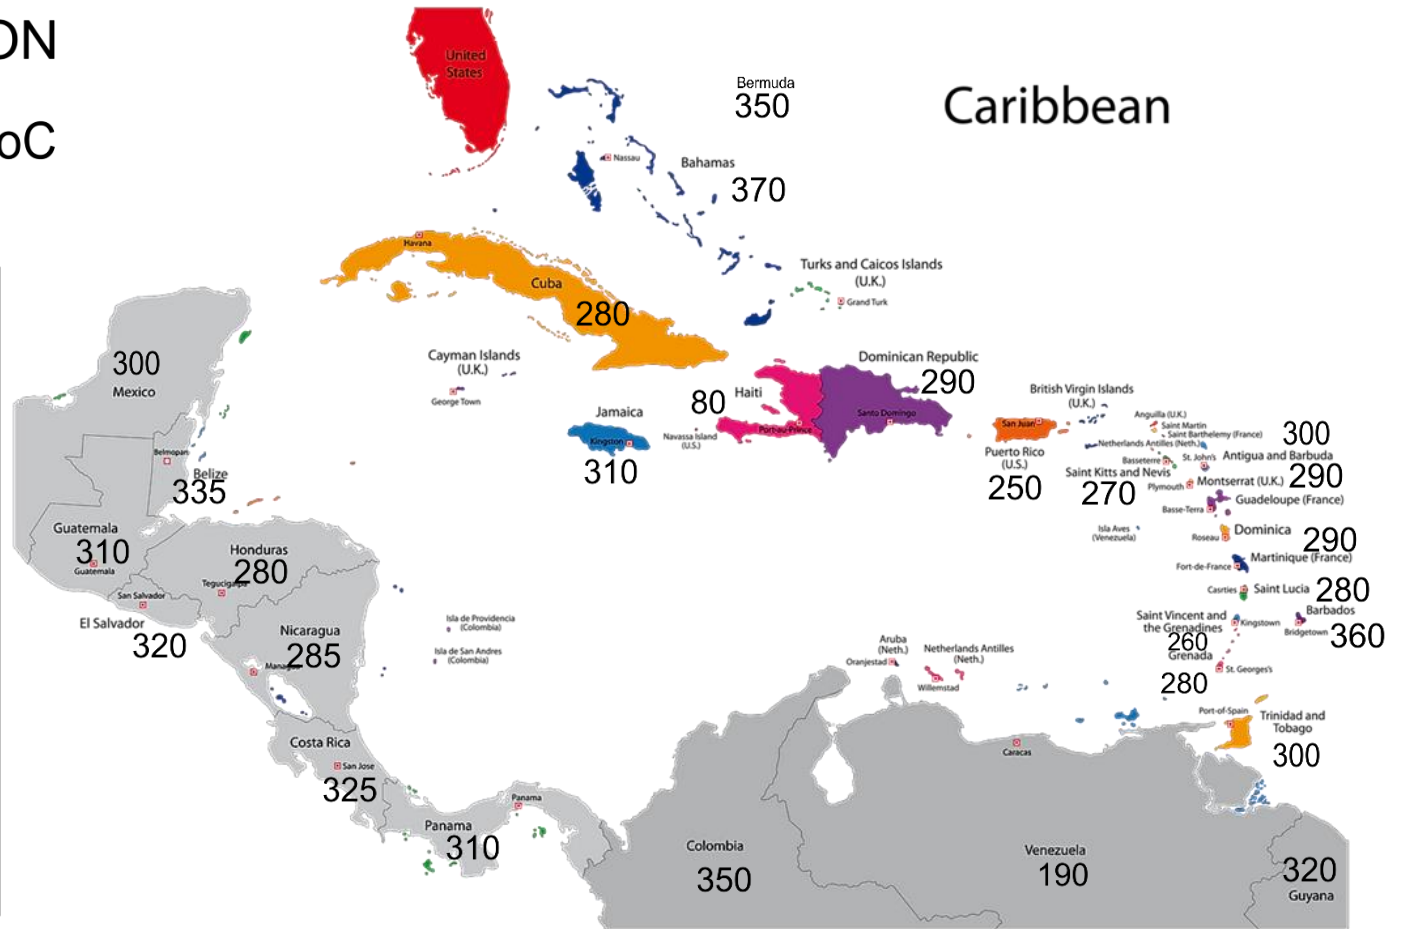 ON
oC
Caribbean
United
States
Bermuda
350
Nassau
Bahamas
370
Havana
Cuba
280
Turks and Caicos Islands
(U.K.)
Grand Turk
300
Mexico
Cayman Islands
(U.K.)
George Town
Jamaica
Kingston
310
Navassa Island
(U.S.)
80
Haiti
Port-au-Prince
Dominican Republic
290
Santo Domingo
San Juan
Puerto Rico
(U.S.)
250
British Virgin Islands
(U.K.)
Anguilla (U.K.)
Saint Martin
Saint Barthelemy (France)
Netherlands Antilles (Neth.)
300
Antigua and Barbuda
St. John's
Basseterre
Saint Kitts and Nevis
270
Plymouth
Montserrat (U.K.)
290
Guadeloupe (France)
Basse-Terra
Isla Aves
(Venezuela)
Dominica
Roseau
290
Martinique (France)
Fort-de-France
Castries
Saint Lucia
280
Barbados
Bridgetown
360
Saint Vincent and
the Grenadines
Kingstown
260
Grenada
St. Georges's
280
Port-of-Spain
Trinidad and
Tobago
300
Belmopan
Belize
335
Guatemala
310
Guatemala
Honduras
280
Tegucigalpa
San Salvador
El Salvador
320
Nicaragua
285
Managua
Isla de Providencia
(Colombia)
Isla de San Andres
(Colombia)
Aruba
(Neth.)
Oranjestad
Netherlands Antilles
(Neth.)
Willemstad
Costa Rica
San Jose
325
Panama
Panama
310
Caracas
Colombia
350
Venezuela
190
320
Guyana